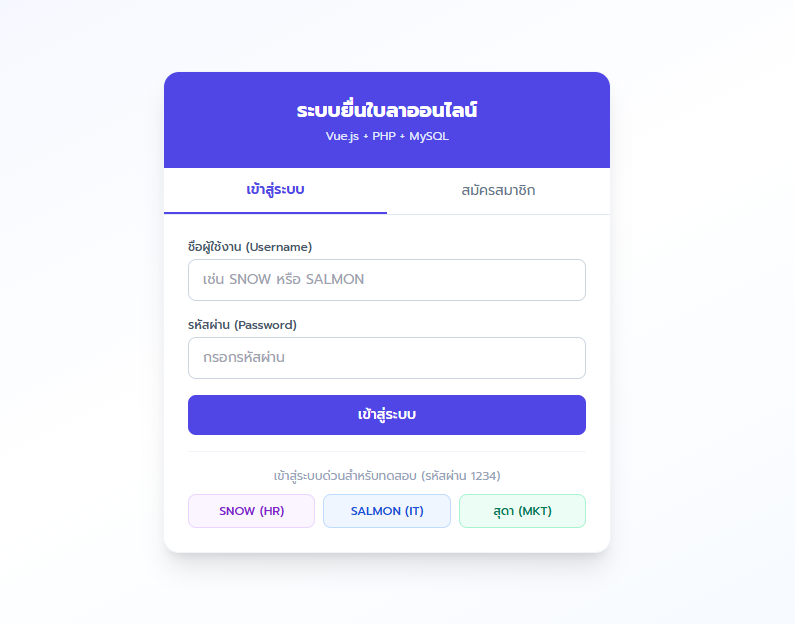 ระบบยื่นใบลาออนไลน์
Vue.js + PHP + MySQL
เข้าสู่ระบบ
สมัครสมาชิก
ชื่อผู้ใช้งาน (Username)
เช่น SNOW หรือ SALMON
รหัสผ่าน (Password)
กรอกรหัสผ่าน
เข้าสู่ระบบ
เข้าสู่ระบบด่วนสำหรับทดสอบ (รหัสผ่าน 1234)
SNOW (HR)
SALMON (IT)
สุดา (MKT)